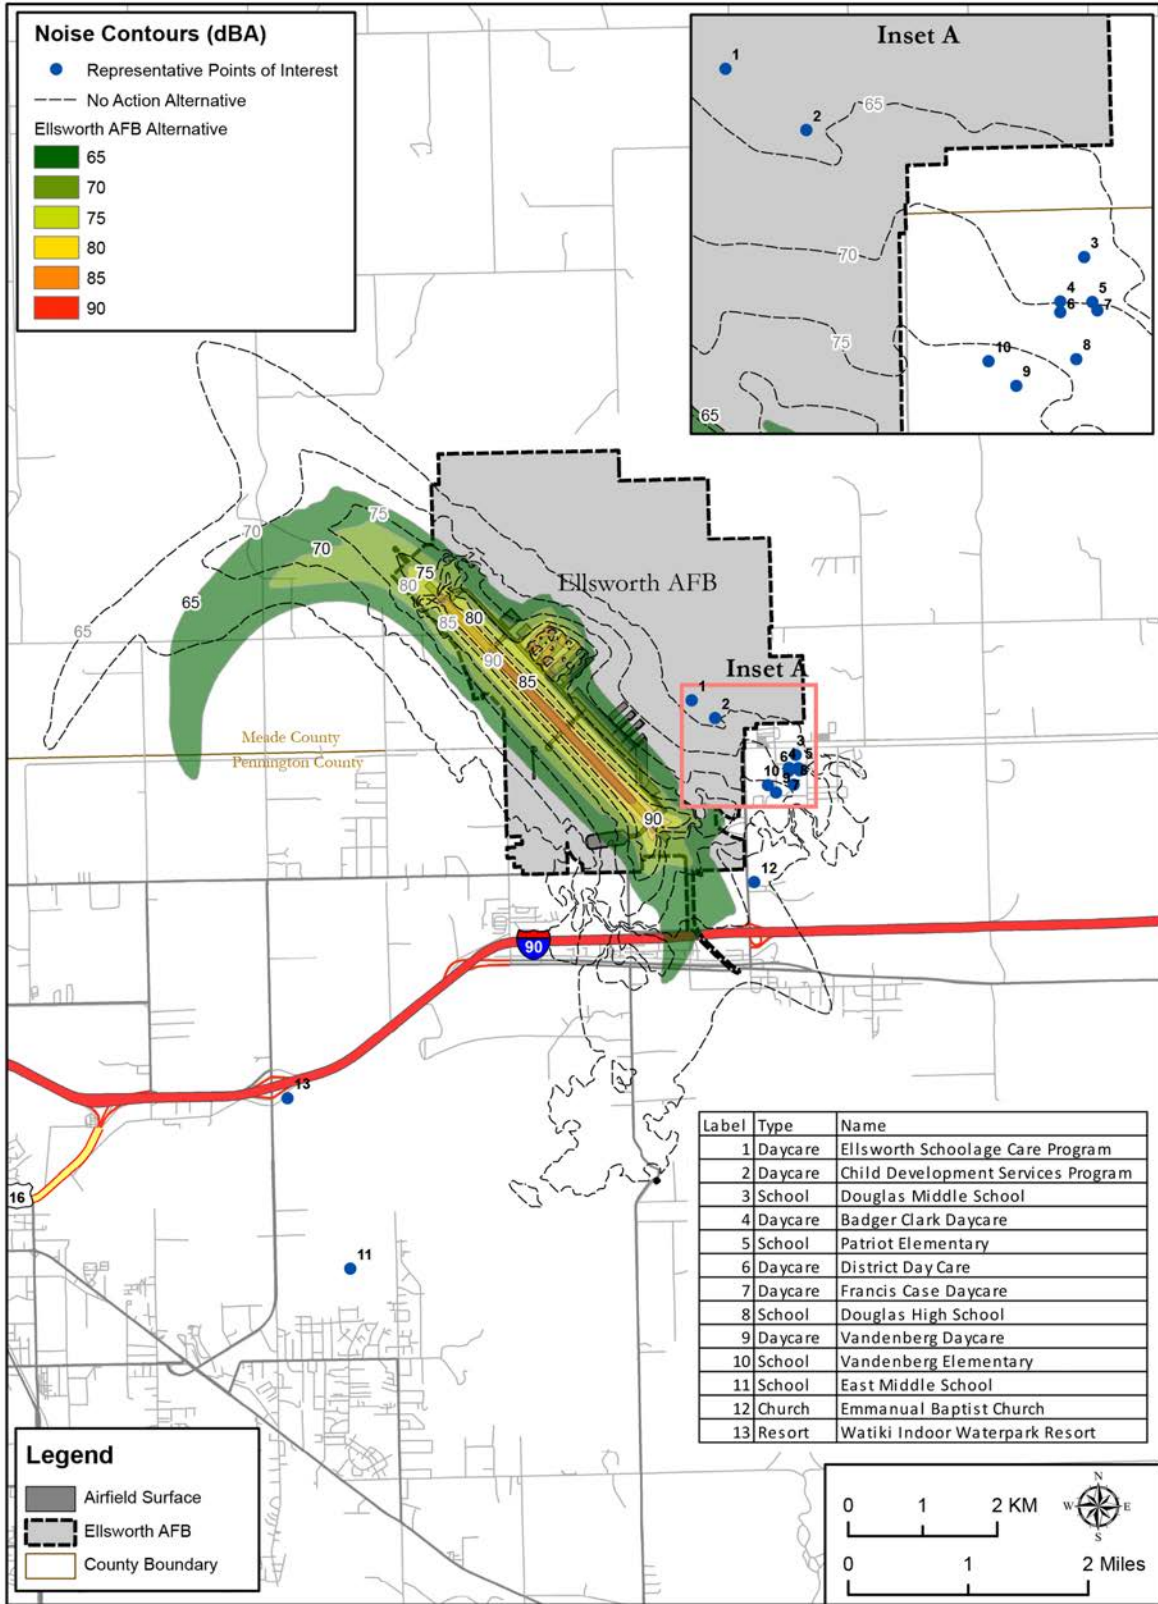 Noise Contours (dBA)
Representative Points of Interest
No Action Alternative
Ellsworth AFB Alternative
65
70
75
80
85
90
Inset A
1
2
65
70
75
65
3
4
5
6
7
8
10
9
75
70
70
75
80
65
65
80
85
90
85
90
Ellsworth AFB
Inset A
1
2
3
6
4
5
8
10
9
7
12
Meade County
Pennington County
90
13
16
11
Label Type Name
1 Daycare Ellsworth Schoolage Care Program
2 Daycare Child Development Services Program
3 School Douglas Middle School
4 Daycare Badger Clark Daycare
5 School Patriot Elementary
6 Daycare District Day Care
7 Daycare Francis Case Daycare
8 School Douglas High School
9 Daycare Vandenberg Daycare
10 School Vandenberg Elementary
11 School East Middle School
12 Church Emmanual Baptist Church
13 Resort Watiki Indoor Waterpark Resort
Legend
Airfield Surface
Ellsworth AFB
County Boundary
0 1 2 KM
0 1 2 Miles
N
W E
S